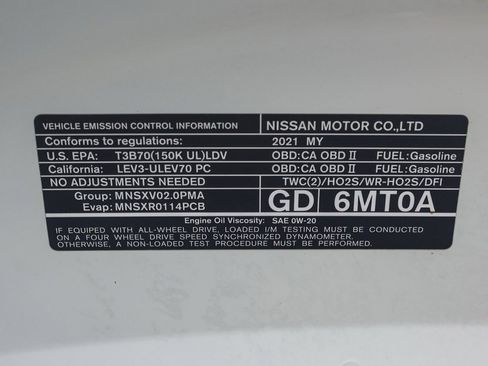 VEHICLE EMISSION CONTROL INFORMATION NISSAN MOTOR CO.,LTD
Conforms to regulations: 2021 MY
U.S. EPA: T3B70(150K UL)LDV OBD:CA OBD II FUEL:Gasoline
California: LEV3-ULEV70 PC OBD:CA OBD II FUEL:Gasoline
NO ADJUSTMENTS NEEDED TWC(2)/HO2S/WR-HO2S/DFI
Group: MNSXV02.0PMA
Evap: MNSXR0114PCB
GD 6MT0A
Engine Oil Viscosity: SAE 0W-20
IF EQUIPPED WITH ALL-WHEEL DRIVE, LOADED I/M TESTING MUST BE CONDUCTED
ON A FOUR WHEEL SPEED SYNCHRONIZED DYNAMOMETER.
OTHERWISE, A NON-LOADED TEST PROCEDURE MUST BE PERFORMED.